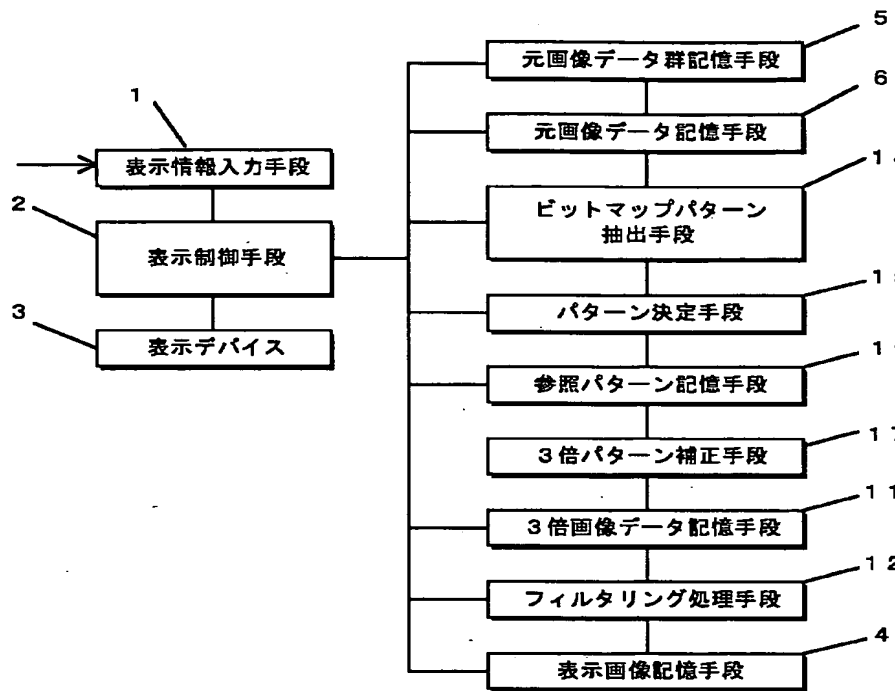 1
表示情報入力手段
2
表示制御手段
3
表示デバイス
5
元画像データ群記憶手段
6
元画像データ記憶手段
ビットマップパターン
抽出手段
パターン決定手段
参照パターン記憶手段
17
3倍パターン補正手段
11
3倍画像データ記憶手段
12
フィルタリング処理手段
4
表示画像記憶手段